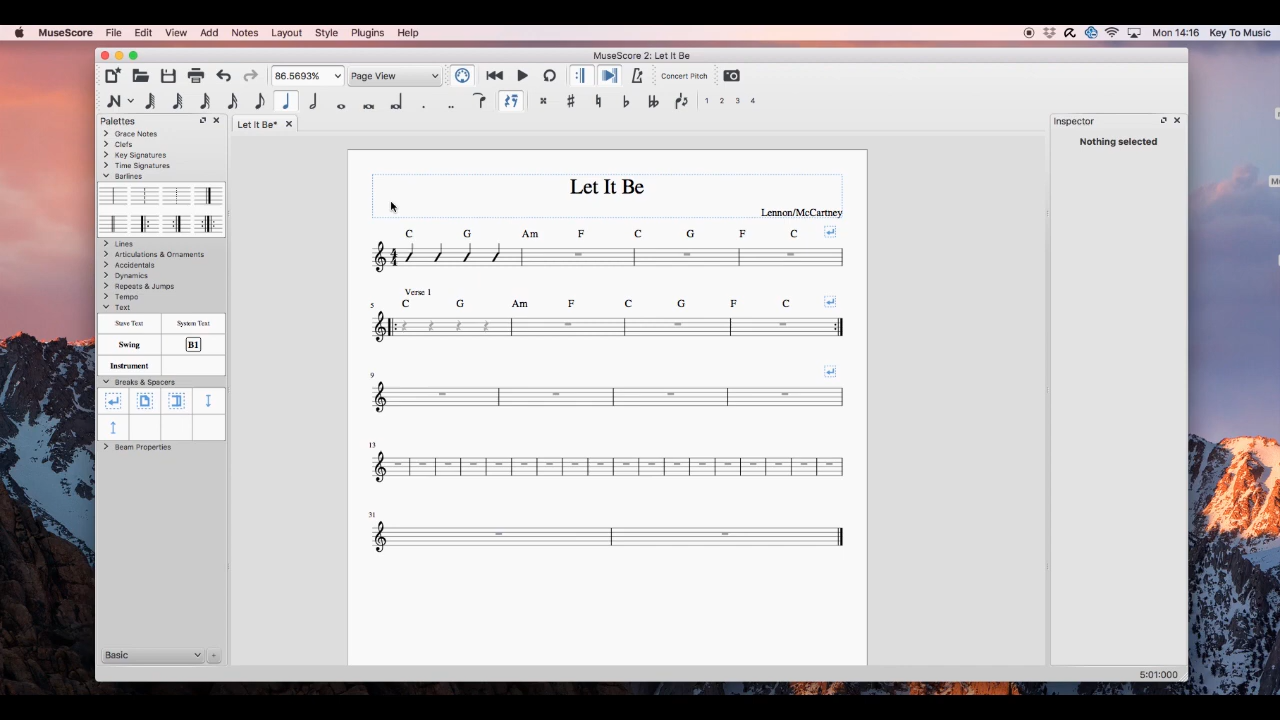 MuseScore File Edit View Add Notes Layout Style Plugins Help Mon 14:16 Key To Music
MuseScore 2: Let It Be
86.5693% Page View Concert Pitch
1 2 3 4
Palettes
Let It Be*
Inspector
Nothing selected
Grace Notes
Clefs
Key Signatures
Time Signatures
Barlines
Lines
Articulations & Ornaments
Accidentals
Dynamics
Repeats & Jumps
Tempo
Text
Stave Text System Text
Swing B1
Instrument
Breaks & Spacers
Beam Properties
Basic
Let It Be
Lennon/McCartney
C G Am F C G F C
Verse 1
C G Am F C G F C
5
9
13
31
5:01:000